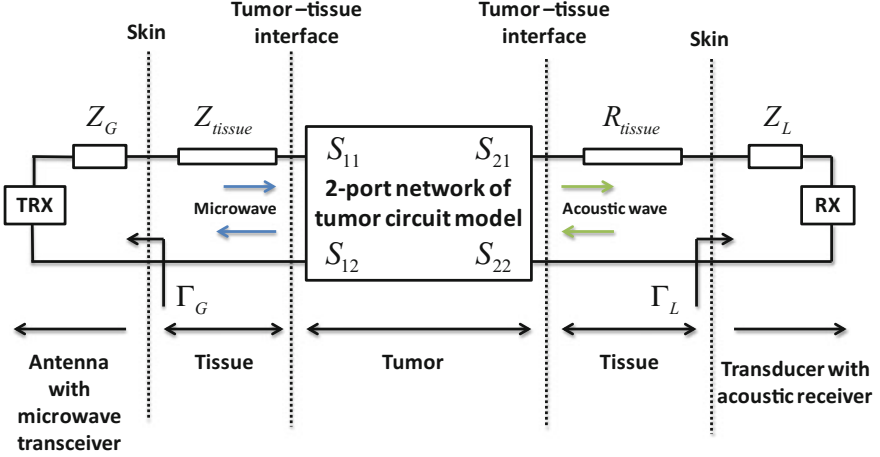 Skin
Tumor–tissue
interface
Tumor–tissue
interface
Skin
Z_G
Z_tissue
R_tissue
Z_L
TRX
S_11
S_21
2-port network of
tumor circuit model
S_12
S_22
Microwave
Acoustic wave
RX
Γ_G
Γ_L
Antenna
with
microwave
transceiver
Tissue
Tumor
Tissue
Transducer with
acoustic receiver